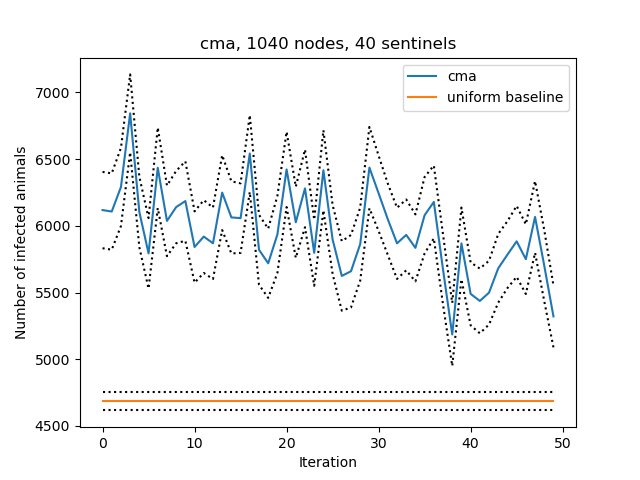 cma, 1040 nodes, 40 sentinels
cma
uniform baseline
Number of infected animals
7000
6500
6000
5500
5000
4500
0 10 20 30 40 50
Iteration